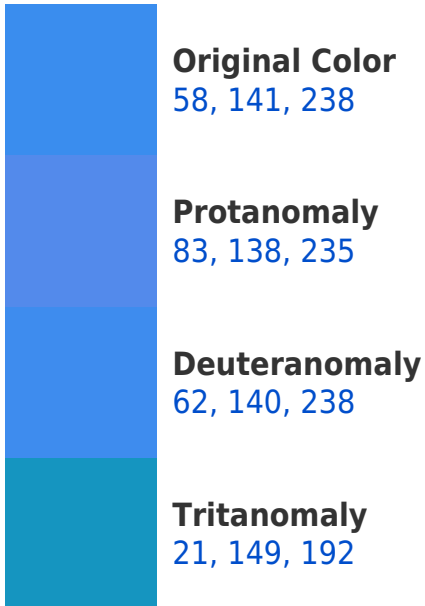 Original Color
58, 141, 238
Protanomaly
83, 138, 235
Deuteranomaly
62, 140, 238
Tritanomaly
21, 149, 192